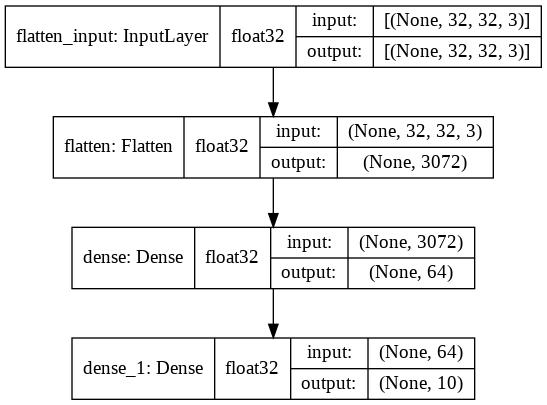 flatten_input: InputLayer float32 input: [(None, 32, 32, 3)]
output: [(None, 32, 32, 3)]
flatten: Flatten float32 input: (None, 32, 32, 3)
output: (None, 3072)
dense: Dense float32 input: (None, 3072)
output: (None, 64)
dense_1: Dense float32 input: (None, 64)
output: (None, 10)